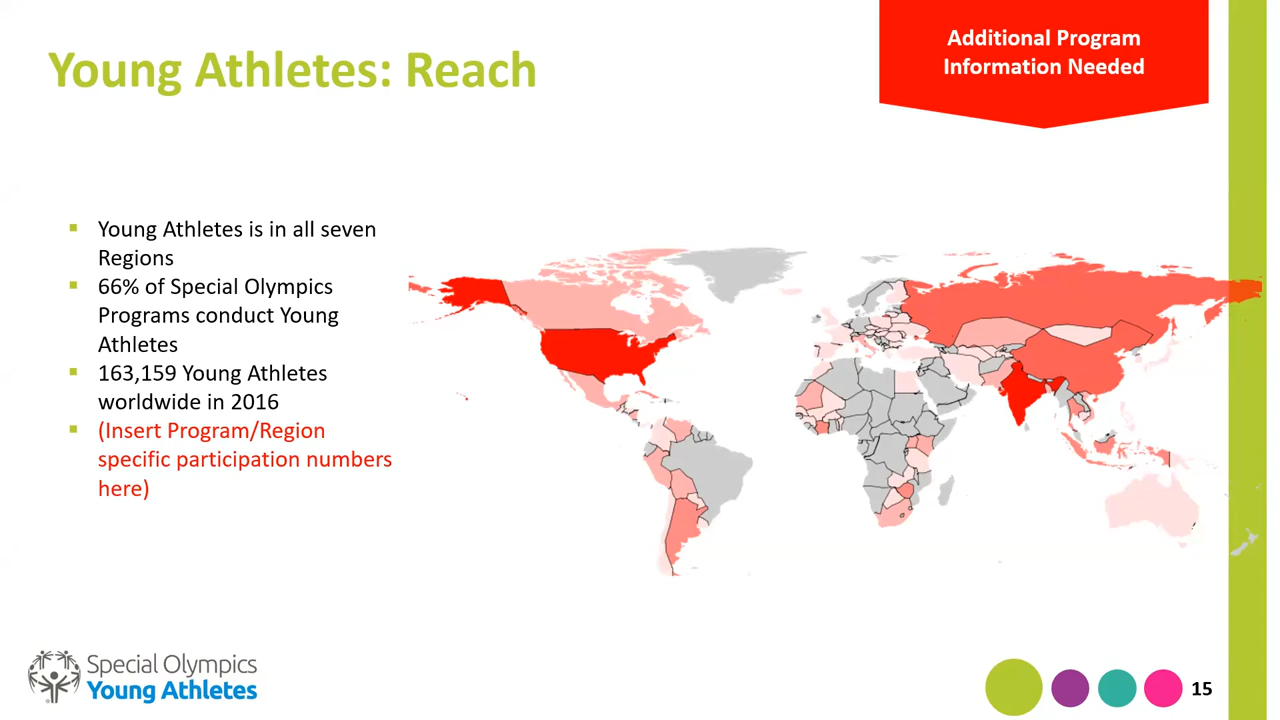 Young Athletes: Reach
Additional Program
Information Needed
Young Athletes is in all seven
Regions
66% of Special Olympics
Programs conduct Young
Athletes
163,159 Young Athletes
worldwide in 2016
(Insert Program/Region
specific participation numbers
here)
Special Olympics
Young Athletes
15